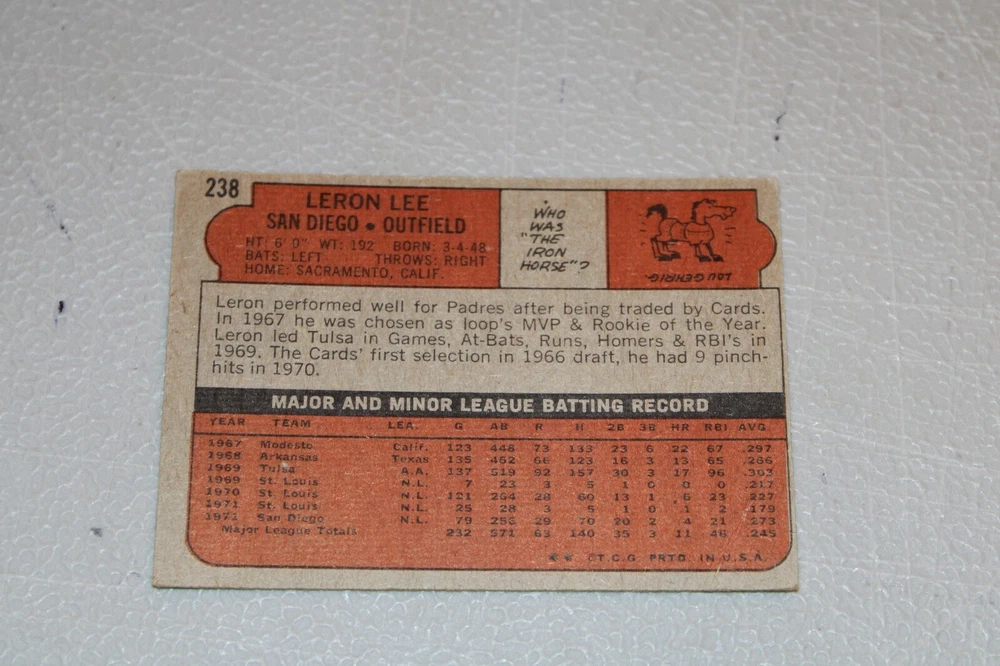 238
LERON LEE
SAN DIEGO • OUTFIELD
HT: 6' 0" WT: 192 BORN: 3-4-48
BATS: LEFT THROWS: RIGHT
HOME: SACRAMENTO, CALIF.
WHO
WAS
"THE
IRON
HORSE"?
LOU GEHRIG
Leron performed well for Padres after being traded by Cards.
In 1967 he was chosen as loop's MVP & Rookie of the Year.
Leron led Tulsa in Games, At-Bats, Runs, Homers & RBI's in
1969. The Cards' first selection in 1966 draft, he had 9 pinch-
hits in 1970.
MAJOR AND MINOR LEAGUE BATTING RECORD
YEAR TEAM LEA. G AB R H 2B 3B HR RBI AVG.
1967 Modesto Calif. 123 448 73 133 23 6 22 67 .297
1968 Arkansas Texas 135 462 66 123 16 3 13 65 .266
1969 Tulsa A.A. 137 519 92 157 30 3 17 96 .303
1969 St. Louis N.L. 7 23 3 5 1 0 0 0 .217
1970 St. Louis N.L. 121 264 28 60 13 1 6 23 .227
1971 St. Louis N.L. 25 28 3 5 1 0 1 2 .179
1971 San Diego N.L. 79 256 29 70 20 2 4 21 .273
Major League Totals 232 571 63 140 35 3 11 46 .245
* * ©T.C.G. PRTD. IN U.S.A.